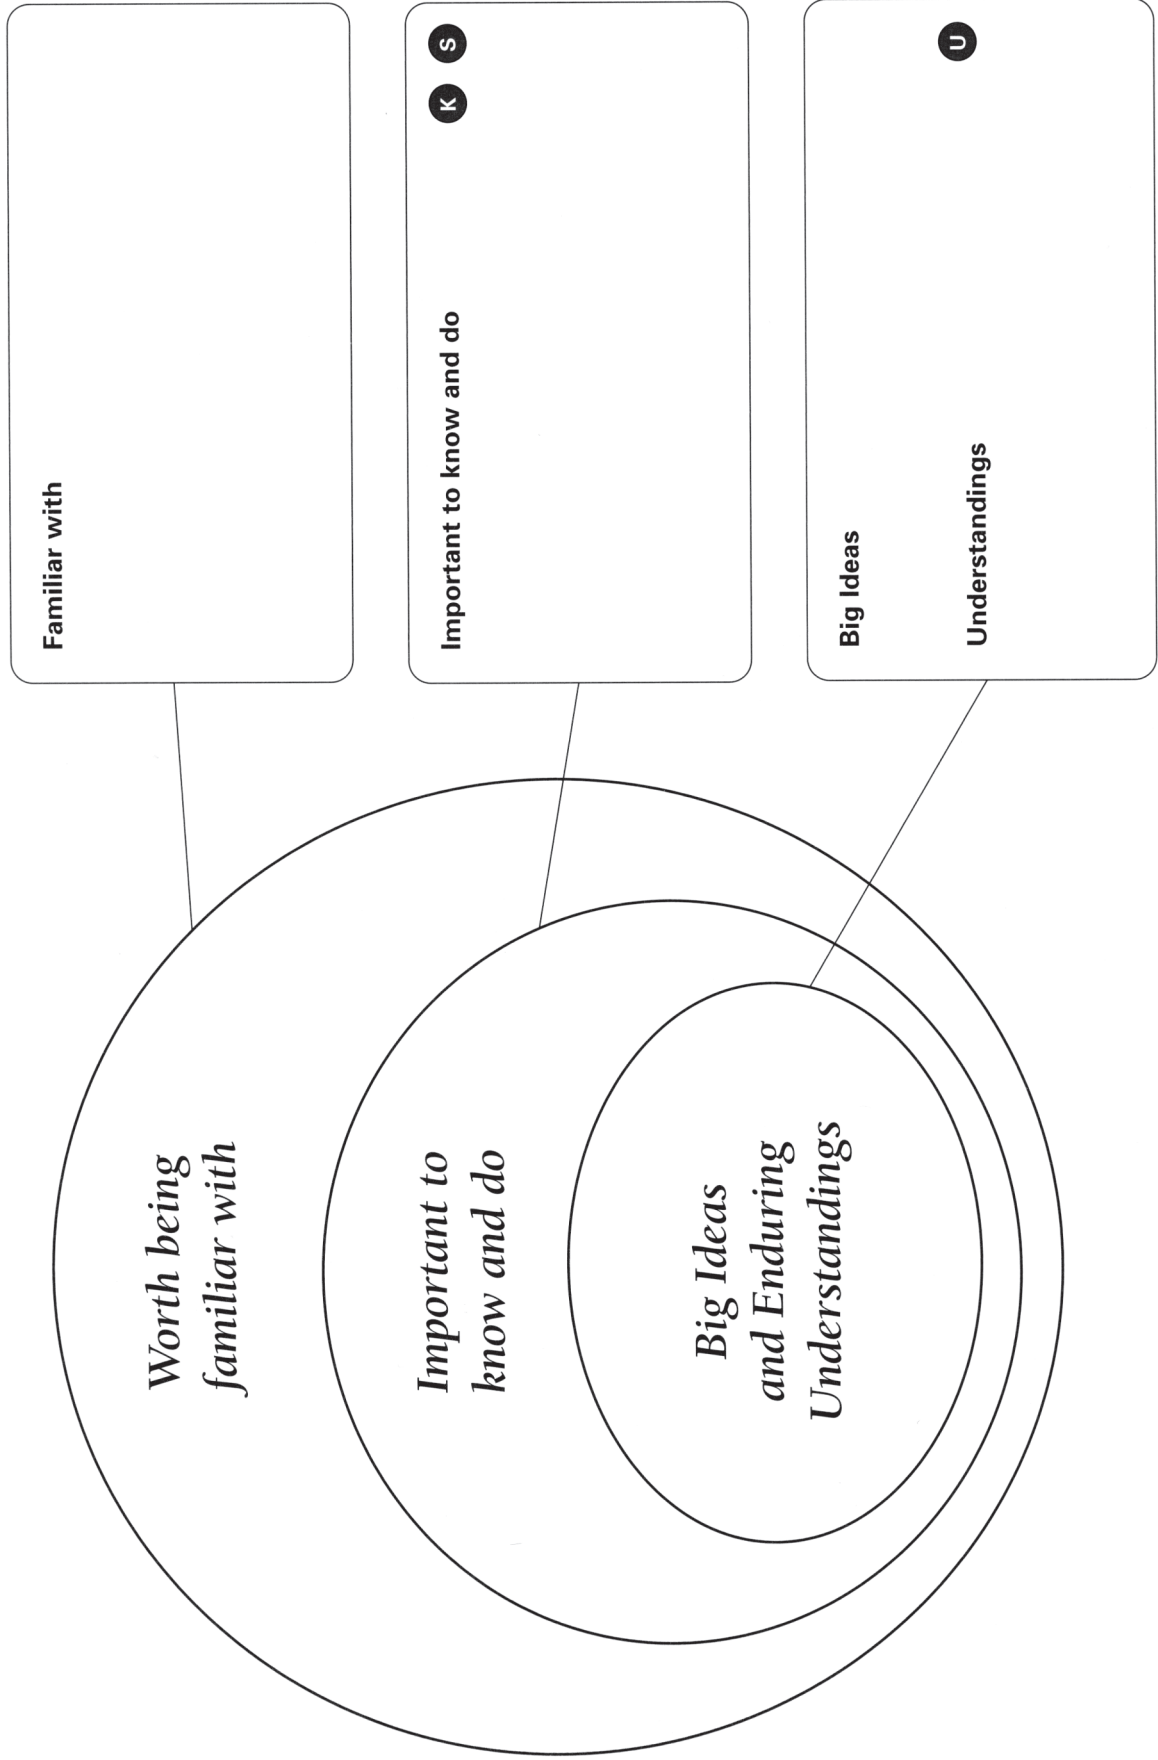 Worth being
familiar with
Important to
know and do
Big Ideas
and Enduring
Understandings
Familiar with
Important to know and do
K S
Big Ideas
Understandings
U